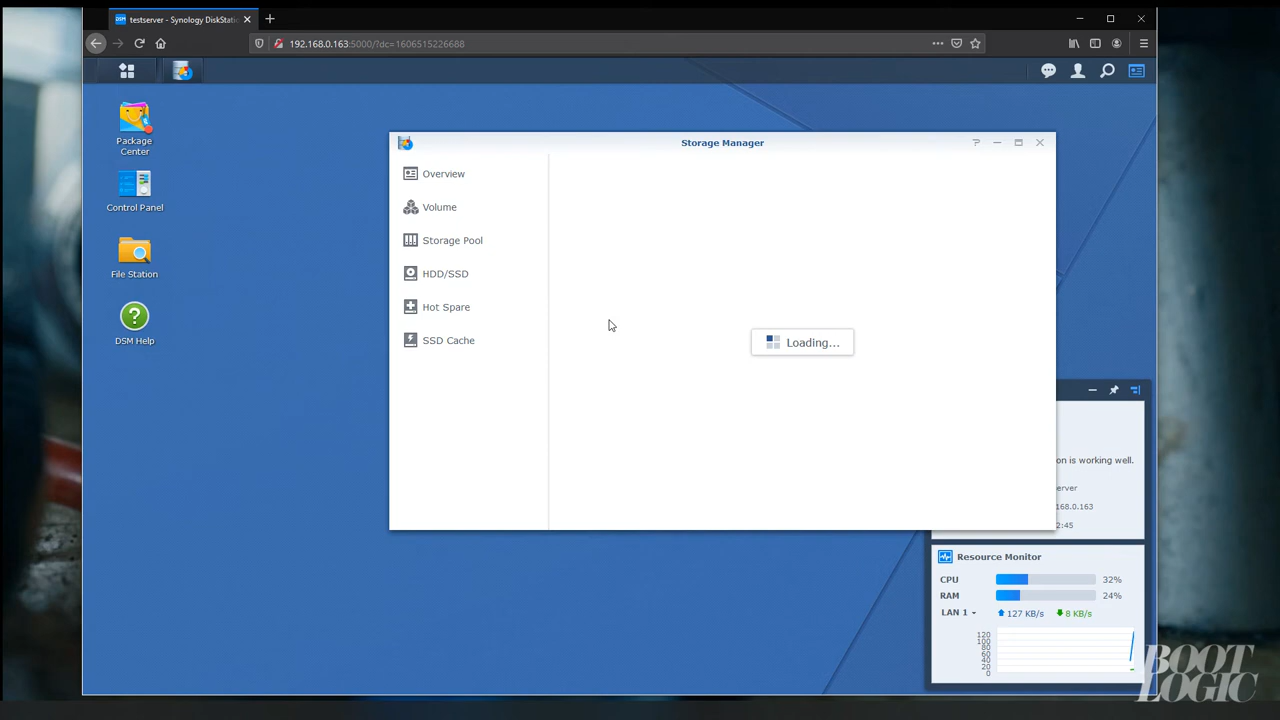 testserver - Synology DiskStati
192.168.0.163:5000/?dc=1606515226688
Package
Center
Control Panel
File Station
DSM Help
Storage Manager
Overview
Volume
Storage Pool
HDD/SSD
Hot Spare
SSD Cache
Loading...
on is working well.
erver
168.0.163
2:45
Resource Monitor
CPU 32%
RAM 24%
LAN 1 127 KB/s 8 KB/s
120
100
80
60
40
20
0
BOOT
LOGIC